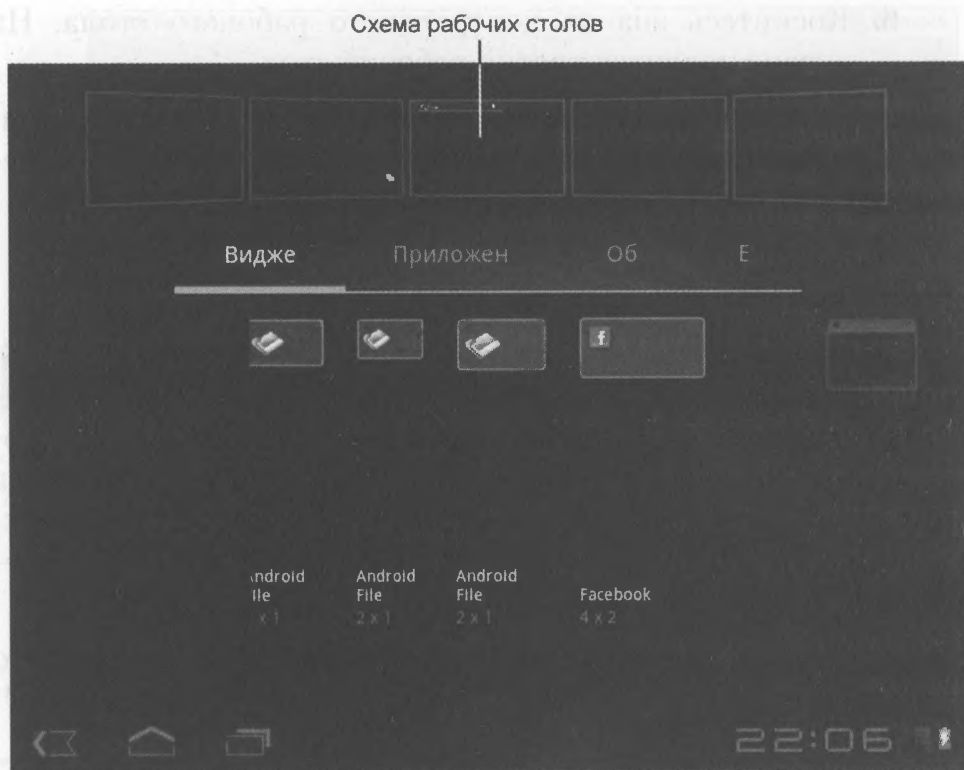 Схема рабочих столов
Видже Приложен Об Е
ndroid Android Android
ile File File Facebook
x 1 2 x 1 2 x 1 4 x 2
22:06